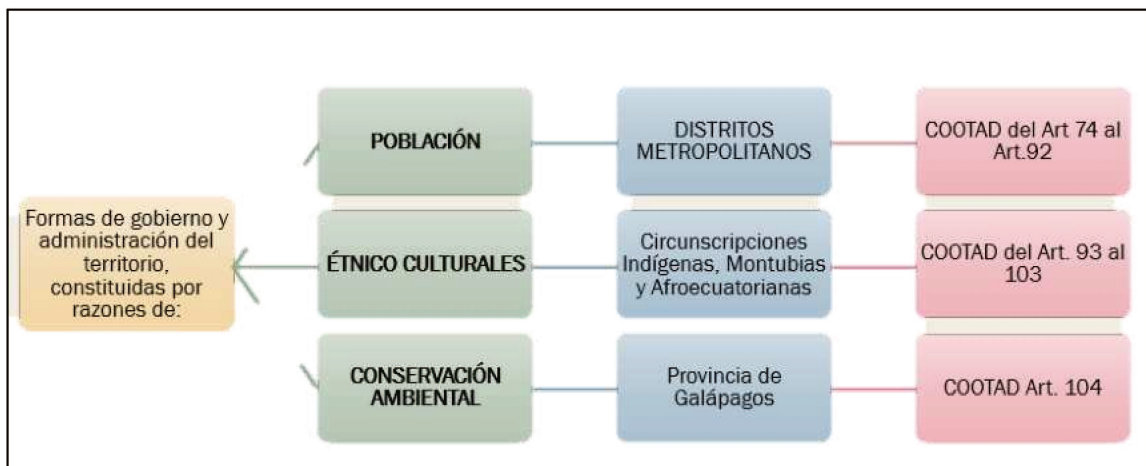 Formas de gobierno y
administración del
territorio,
constituidas por
razones de:
POBLACIÓN
DISTRITOS
METROPOLITANOS
COOTAD del Art 74 al
Art.92
ÉTNICO CULTURALES
Circunscripciones
Indígenas, Montubias
y Afroecuatorianas
COOTAD del Art. 93 al
103
CONSERVACIÓN
AMBIENTAL
Provincia de
Galápagos
COOTAD Art. 104